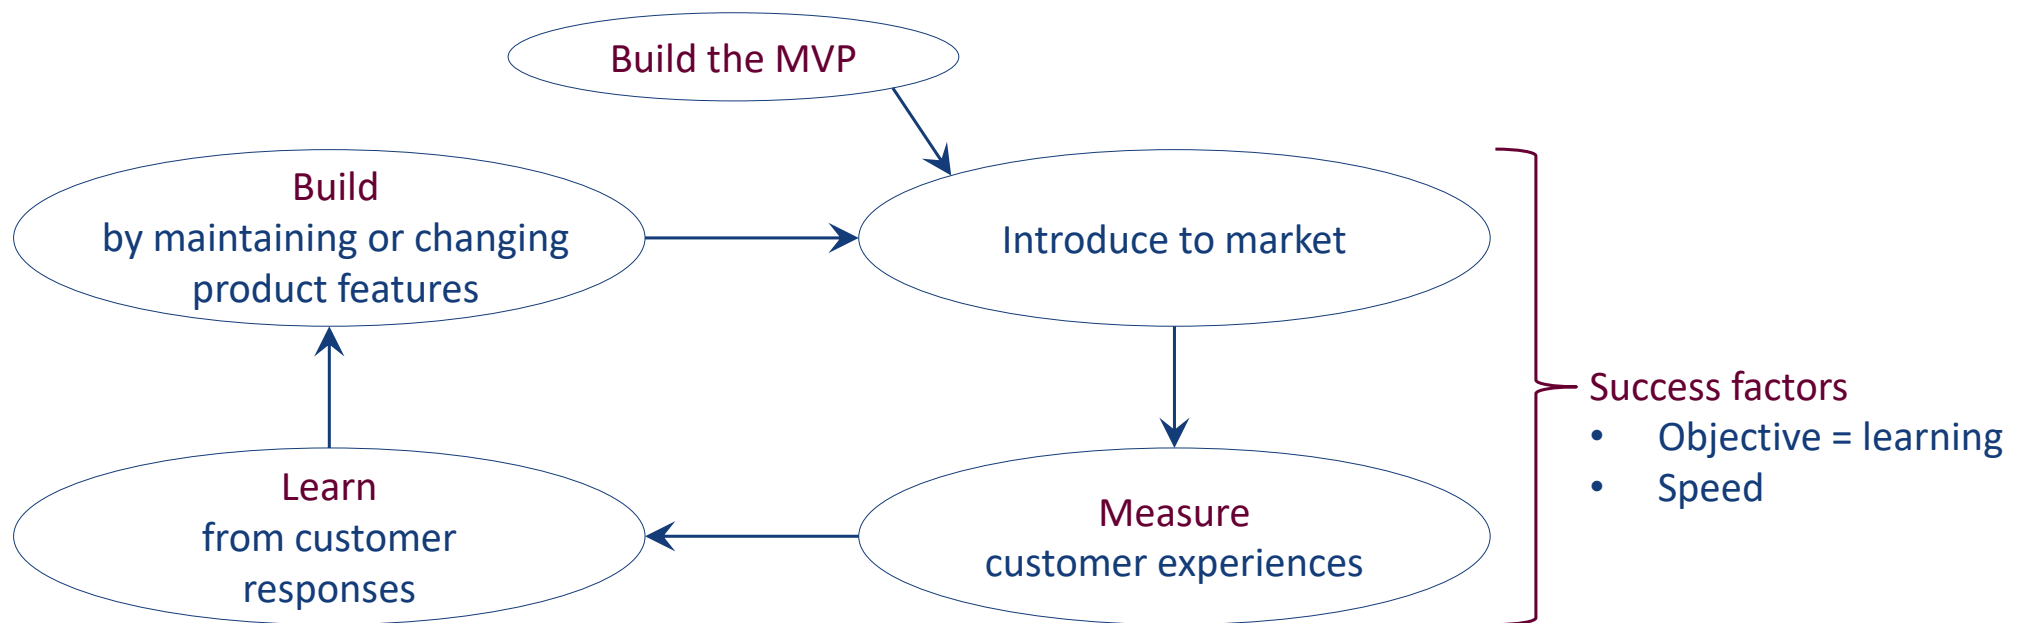 Build the MVP
Build
by maintaining or changing
product features
Introduce to market
Learn
from customer
responses
Measure
customer experiences
Success factors
• Objective = learning
• Speed